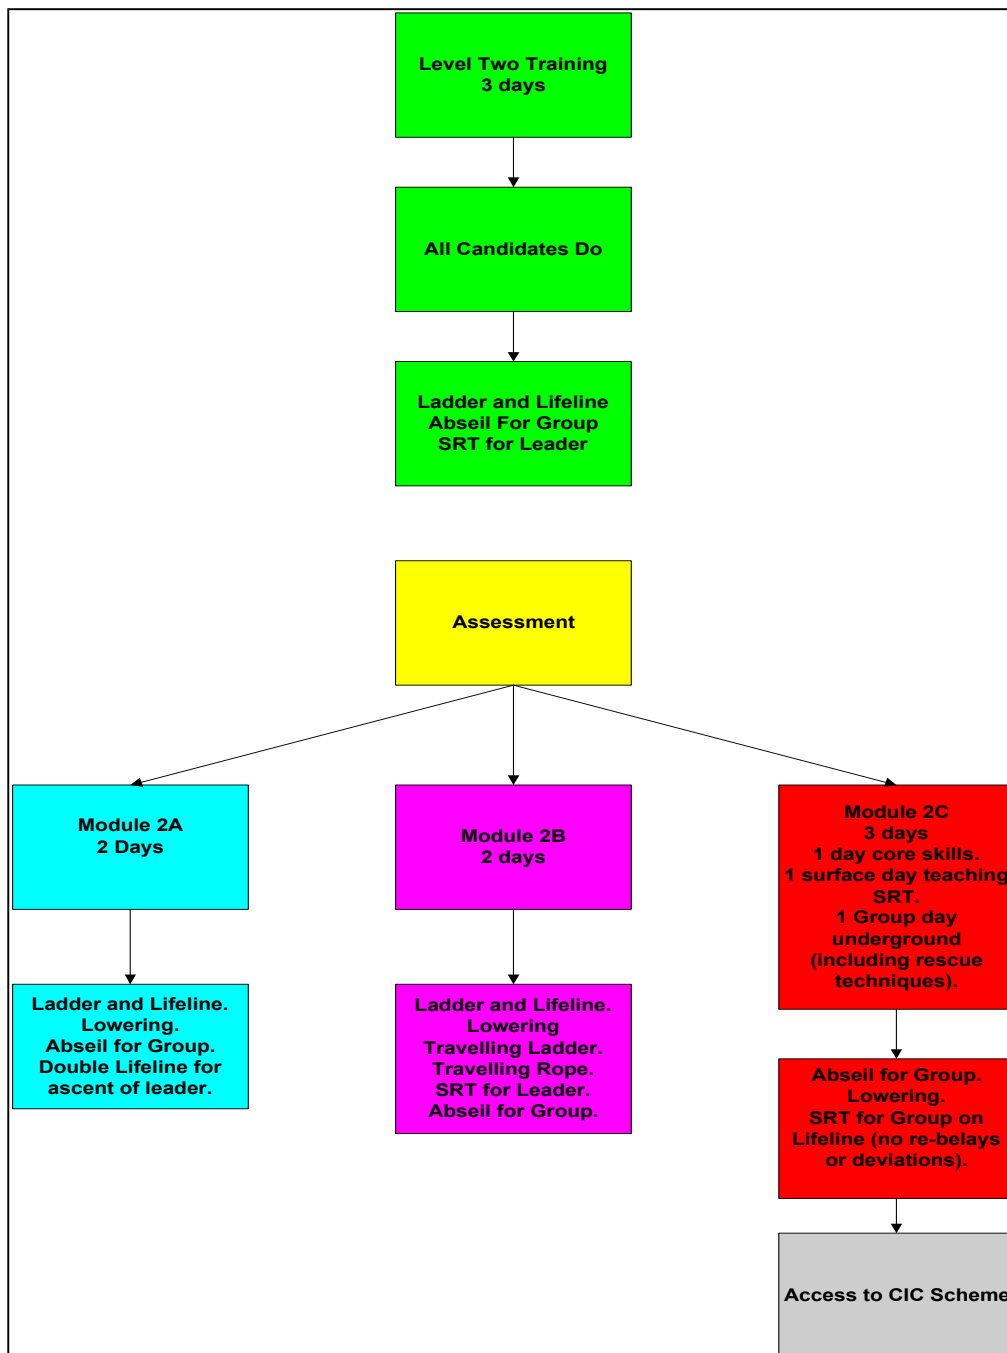 Level Two Training
3 days
All Candidates Do
Ladder and Lifeline
Abseil For Group
SRT for Leader
Assessment
Module 2A
2 Days
Module 2B
2 days
Module 2C
3 days
1 day core skills.
1 surface day teaching
SRT.
1 Group day
underground
(including rescue
techniques).
Ladder and Lifeline.
Lowering.
Abseil for Group.
Double Lifeline for
ascent of leader.
Ladder and Lifeline.
Lowering
Travelling Ladder.
Travelling Rope.
SRT for Leader.
Abseil for Group.
Abseil for Group.
Lowering.
SRT for Group on
Lifeline (no re-belays
or deviations).
Access to CIC Scheme